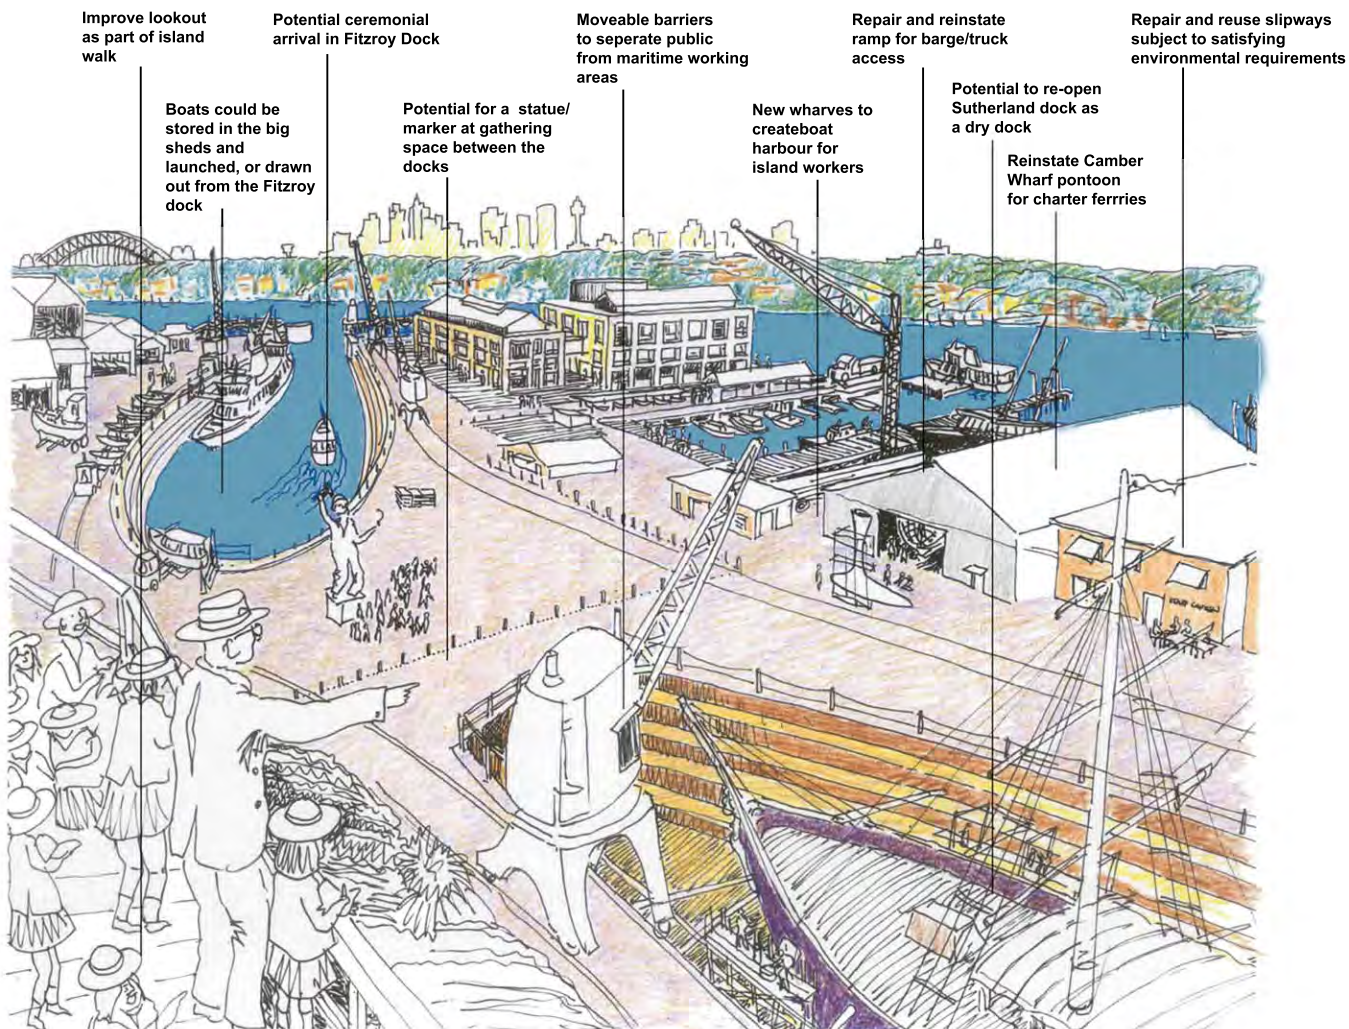 Improve lookout
as part of island
walk
Potential ceremonial
arrival in Fitzroy Dock
Moveable barriers
to seperate public
from maritime working
areas
Repair and reinstate
ramp for barge/truck
access
Repair and reuse slipways
subject to satisfying
environmental requirements
Boats could be
stored in the big
sheds and
launched, or drawn
out from the Fitzroy
dock
Potential for a statue/
marker at gathering
space between the
docks
New wharves to
createboat
harbour for
island workers
Potential to re-open
Sutherland dock as
a dry dock
Reinstate Camber
Wharf pontoon
for charter ferrries